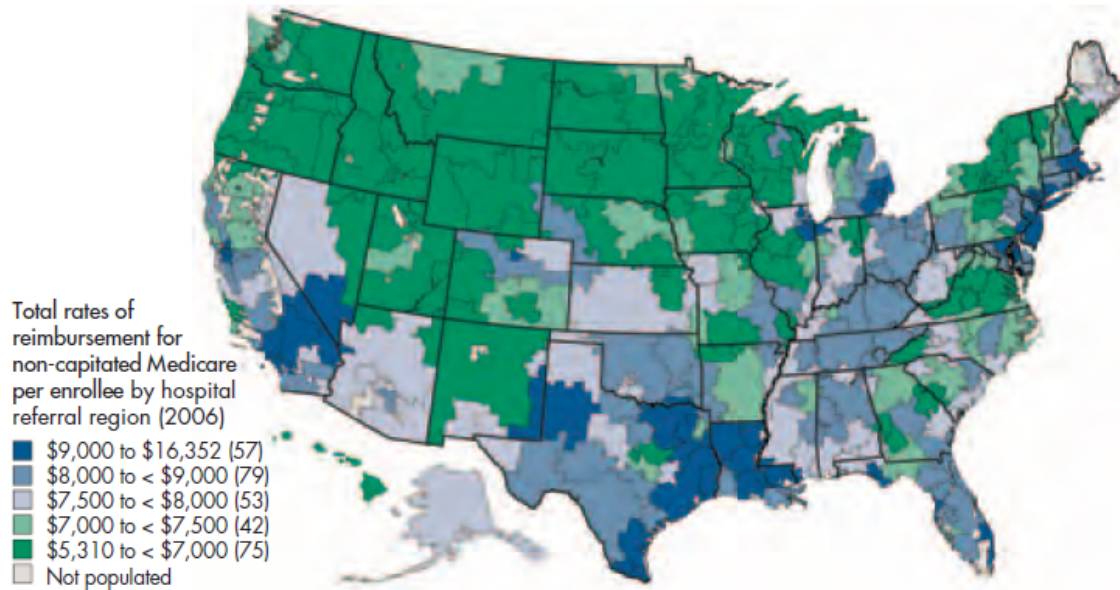 Total rates of
reimbursement for
non-capitated Medicare
per enrollee by hospital
referral region (2006)
$9,000 to $16,352 (57)
$8,000 to < $9,000 (79)
$7,500 to < $8,000 (53)
$7,000 to < $7,500 (42)
$5,310 to < $7,000 (75)
Not populated